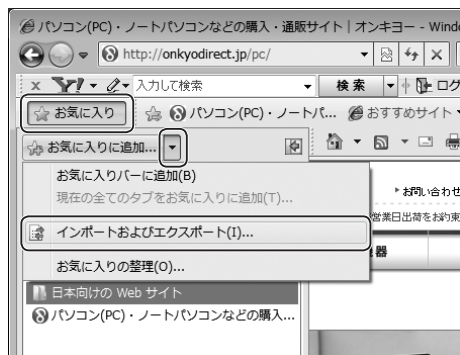 パソコン(PC)・ノートパソコンなどの購入・通販サイト | オンキヨー - Wind
http://onkyodirect.jp/pc/
Y! 入力して検索 検 索 ログ
お気に入り パソコン(PC)・ノートパ... おすすめサイト
お気に入りに追加...
お気に入りバーに追加(B)
現在の全てのタブをお気に入りに追加(T)...
お問い合わせ
営業日出荷をお約束
インポートおよびエクスポート(I)...
器
お気に入りの整理(O)...
日本向けの Web サイト
パソコン(PC)・ノートパソコンなどの購入...